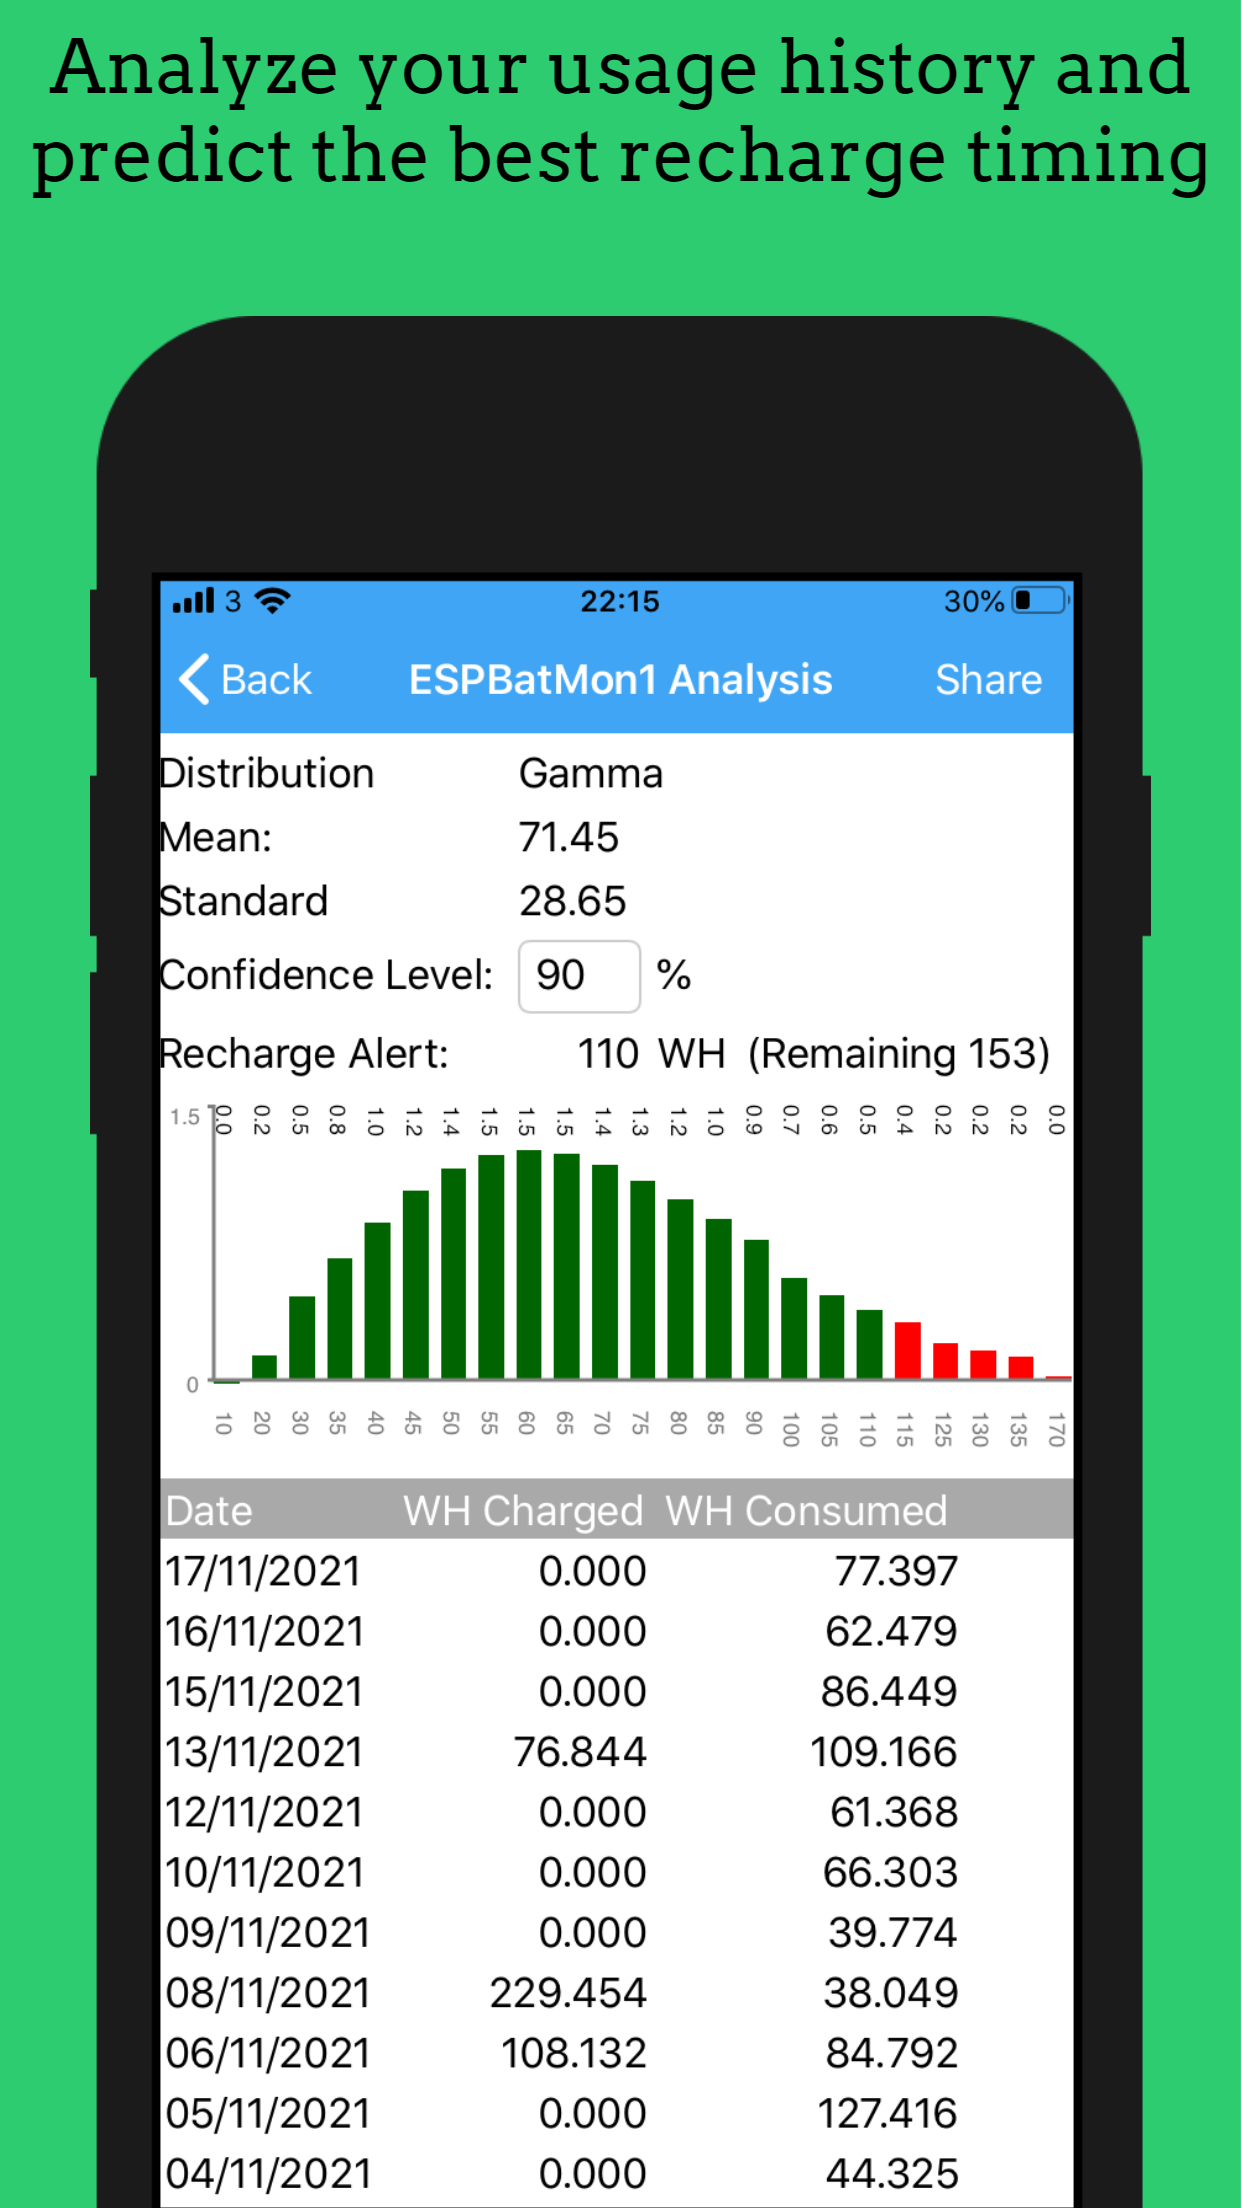 Analyze your usage history and
predict the best recharge timing
3 22:15 30%
Back ESPBatMon1 Analysis Share
Distribution Gamma
Mean: 71.45
Standard 28.65
Confidence Level: 90 %
Recharge Alert: 110 WH (Remaining 153)
1.5 0.0 0.2 0.5 0.8 1.0 1.2 1.4 1.5 1.5 1.5 1.4 1.3 1.2 1.0 0.9 0.7 0.6 0.5 0.4 0.2 0.2 0.2 0.0
0
10 20 30 35 40 45 50 55 60 65 70 75 80 85 90 100 105 110 115 125 130 135 170
Date WH Charged WH Consumed
17/11/2021 0.000 77.397
16/11/2021 0.000 62.479
15/11/2021 0.000 86.449
13/11/2021 76.844 109.166
12/11/2021 0.000 61.368
10/11/2021 0.000 66.303
09/11/2021 0.000 39.774
08/11/2021 229.454 38.049
06/11/2021 108.132 84.792
05/11/2021 0.000 127.416
04/11/2021 0.000 44.325